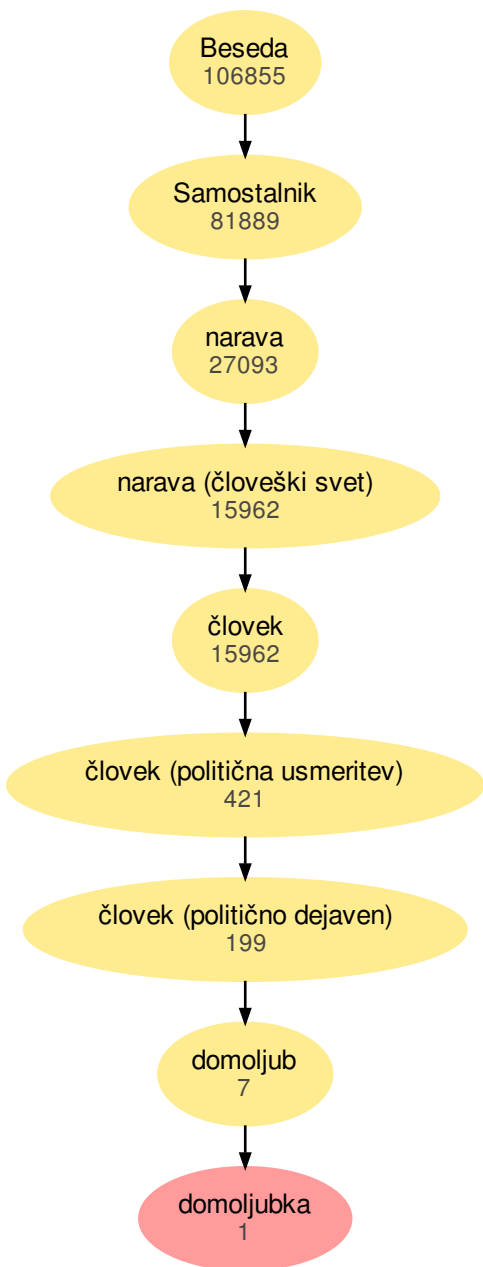 Beseda
106855
Samostalnik
81889
narava
27093
narava (človeški svet)
15962
človek
15962
človek (politična usmeritev)
421
človek (politično dejaven)
199
domoljub
7
domoljubka
1